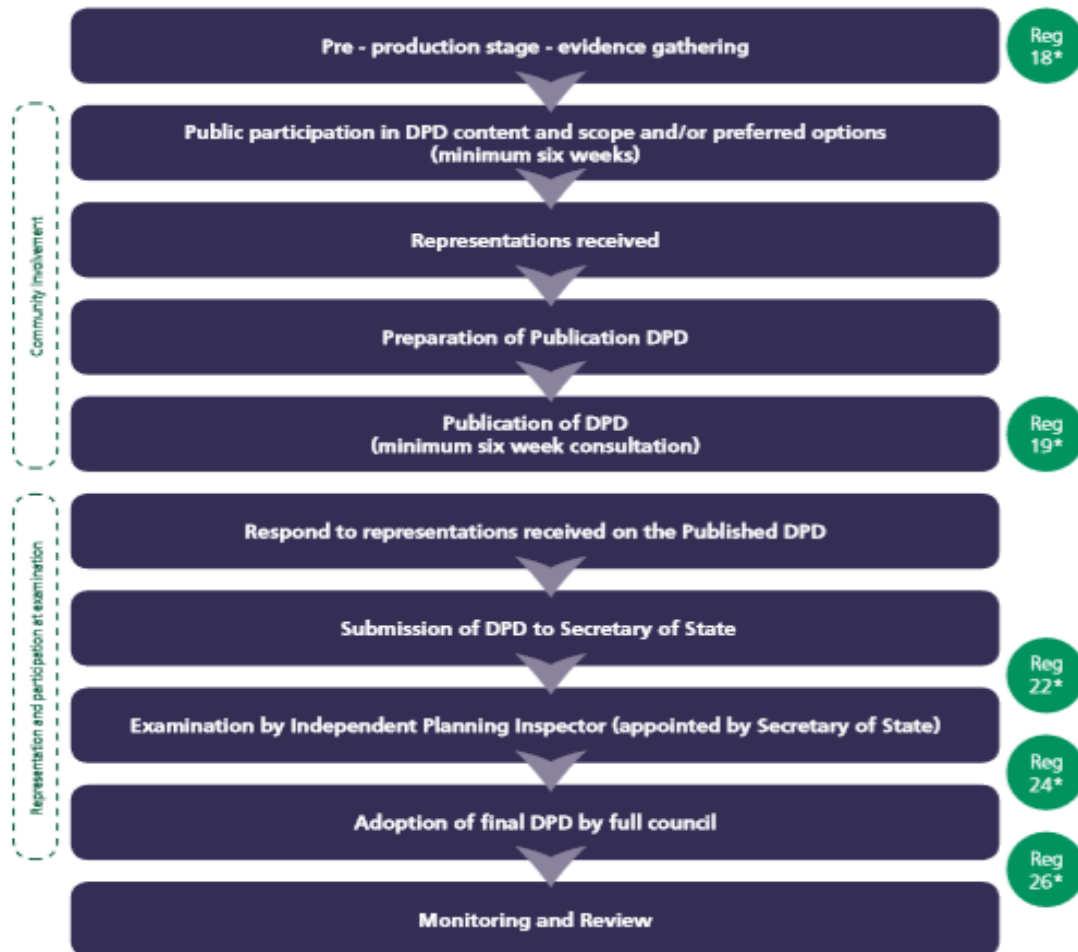 Pre - production stage - evidence gathering
Reg
18*
Community Involvement
Public participation in DPD content and scope and/or preferred options
(minimum six weeks)
Representations received
Preparation of Publication DPD
Publication of DPD
(minimum six week consultation)
Reg
19*
Representation and participation at examination
Respond to representations received on the Published DPD
Submission of DPD to Secretary of State
Reg
22*
Examination by Independent Planning Inspector (appointed by Secretary of State)
Reg
24*
Adoption of final DPD by full council
Reg
26*
Monitoring and Review